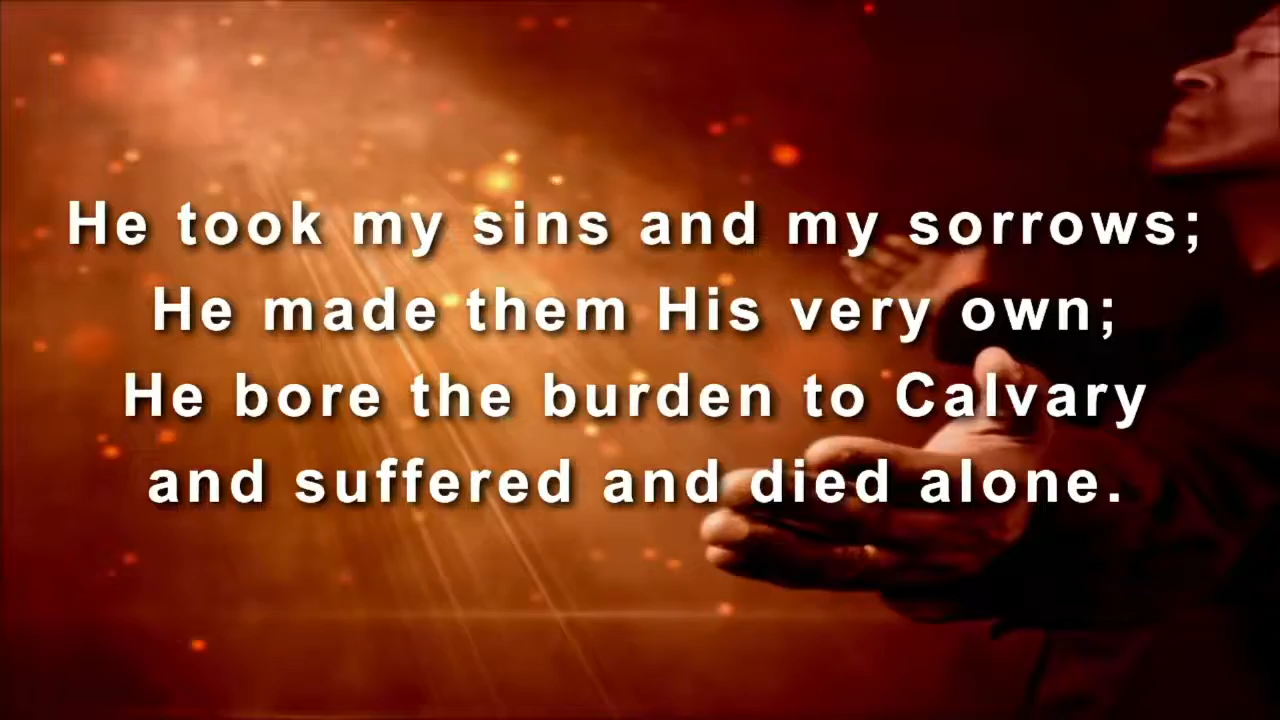 He took my sins and my sorrows;
He made them His very own;
He bore the burden to Calvary
and suffered and died alone.